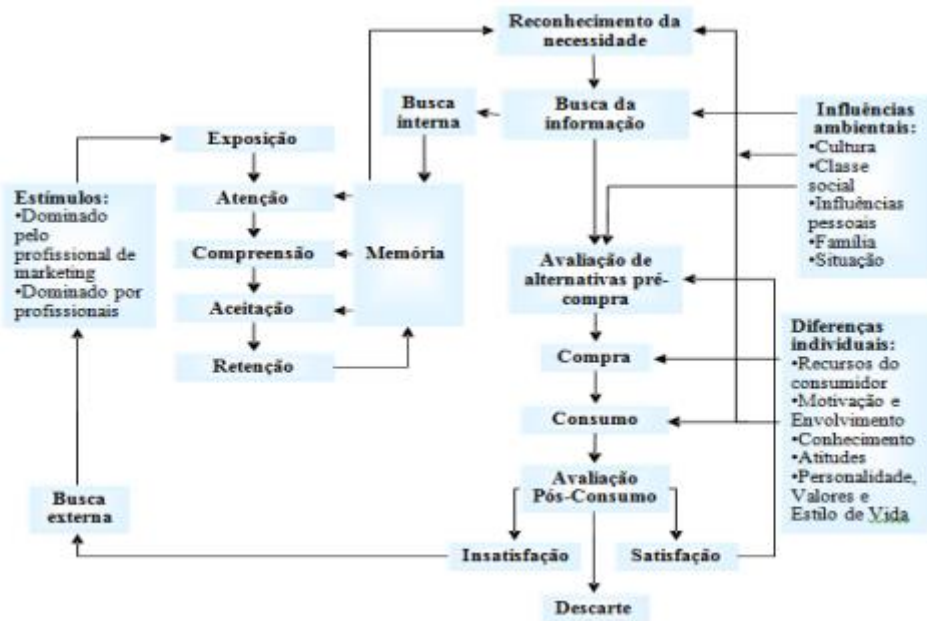 Reconhecimento da
necessidade
Busca
interna
Busca da
informação
Influências
ambientais:
•Cultura
•Classe
social
•Influências
pessoais
•Família
•Situação
Exposição
Estímulos:
•Dominado
pelo
profissional de
marketing
•Dominado por
profissionais
Atenção
Compreensão
Aceitação
Retenção
Memória
Avaliação de
alternativas pré-
compra
Compra
Consumo
Avaliação
Pós-Consumo
Diferenças
individuais:
•Recursos do
consumidor
•Motivação e
Envolvimento
•Conhecimento
•Atitudes
•Personalidade,
Valores e
Estilo de Vida
Busca
externa
Insatisfação
Satisfação
Descarte